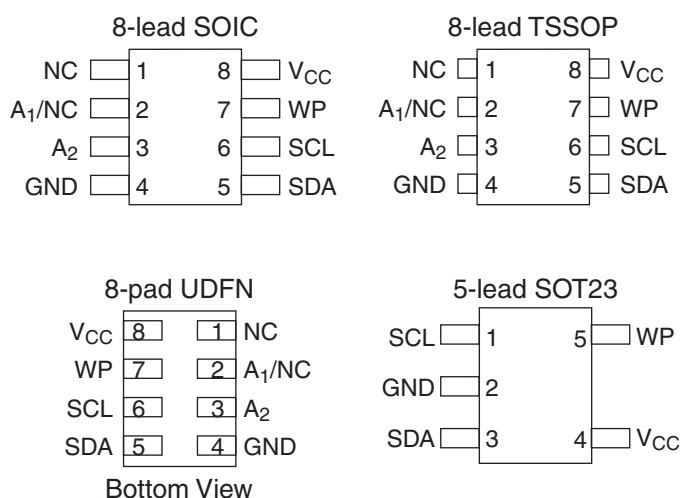 8-lead SOIC
NC 1 8 VCC
A1/NC 2 7 WP
A2 3 6 SCL
GND 4 5 SDA
8-lead TSSOP
NC 1 8 VCC
A1/NC 2 7 WP
A2 3 6 SCL
GND 4 5 SDA
8-pad UDFN
VCC 8 1 NC
WP 7 2 A1/NC
SCL 6 3 A2
SDA 5 4 GND
Bottom View
5-lead SOT23
SCL 1 5 WP
GND 2
SDA 3 4 VCC